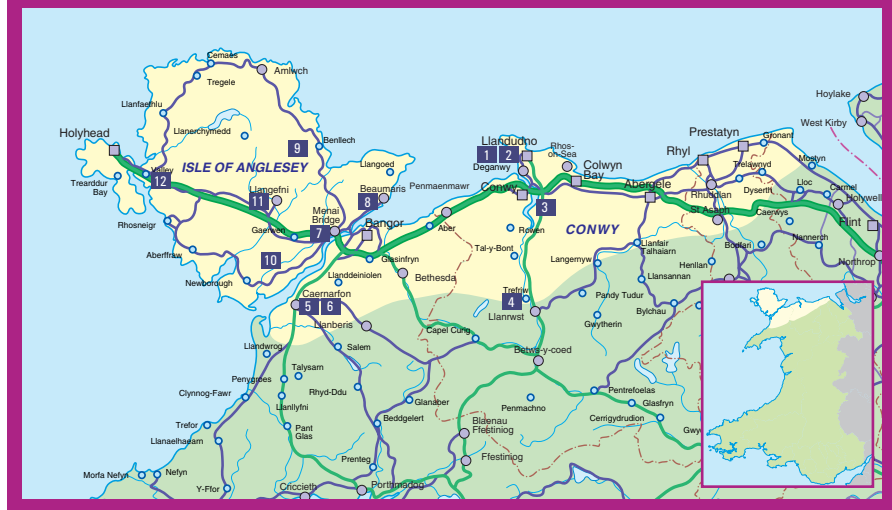 Cemaes
Amlwch
Tregele
Hoylake
Llanfaethlu
West Kirby
Holyhead
Llanerchymedd
Benllech
9
Prestatyn
Gronant
Llandudno
1 2
Rhos-
on-Sea
Rhyl
Mostyn
Valley
ISLE OF ANGLESEY
Llangoed
Deganwy
Colwyn
Bay
Trelawnyd
Trearddur
Bay
12
Llangefni
11
Beaumaris
8
Penmaenmawr
Conwy
Abergele
Rhuddlan
Dyserth
Lloc
Carmel
Holywell
Menai
Bridge
7
Bangor
3
St Asaph
Caerwys
Flint
Rhosneigr
Gaerwen
Aber
Rowen
CONWY
Aberffraw
10
Glasinfryn
Tal-y-Bont
Llanfair
Talhaiarn
Bodfari
Nannerch
Northrop
Newborough
Llanddeiniolen
Bethesda
Llangernyw
Henllan
Llansannan
Caernarfon
5 6
Trefriw
4
Pandy Tudur
Bylchau
Llanberis
Capel Curig
Llanrwst
Gwytherin
Llandwrog
Salem
Betws-y-coed
Talysarn
Penygroes
Clynnog-Fawr
Rhyd-Ddu
Pentrefoelas
Llanllyfni
Glanaber
Penmachno
Glasfryn
Cerrigydrudion
Trefor
Beddgelert
Blaenau
Ffestiniog
Gwy
Llanaelhaearn
Pant
Glas
Prenteg
Ffestiniog
Morfa Nefyn
Nefyn
Y-Ffor
Criccieth
Porthmadog